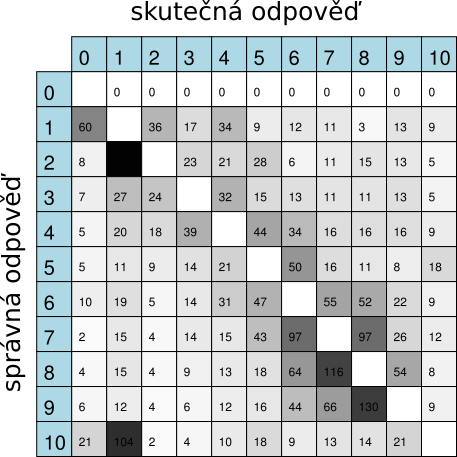 skutečná odpověď
správná odpověď
0 1 2 3 4 5 6 7 8 9 10
0 0 0 0 0 0 0 0 0 0 0
1 60 36 17 34 9 12 11 3 13 9
2 8 23 21 28 6 11 15 13 5
3 7 27 24 32 15 13 11 11 13 5
4 5 20 18 39 44 34 16 16 16 9
5 5 11 9 14 21 50 16 11 8 18
6 10 19 5 14 31 47 55 52 22 9
7 2 15 4 14 15 43 97 97 26 12
8 4 15 4 9 13 18 64 116 54 8
9 6 12 4 6 12 16 44 66 130 9
10 21 104 2 4 10 18 9 13 14 21